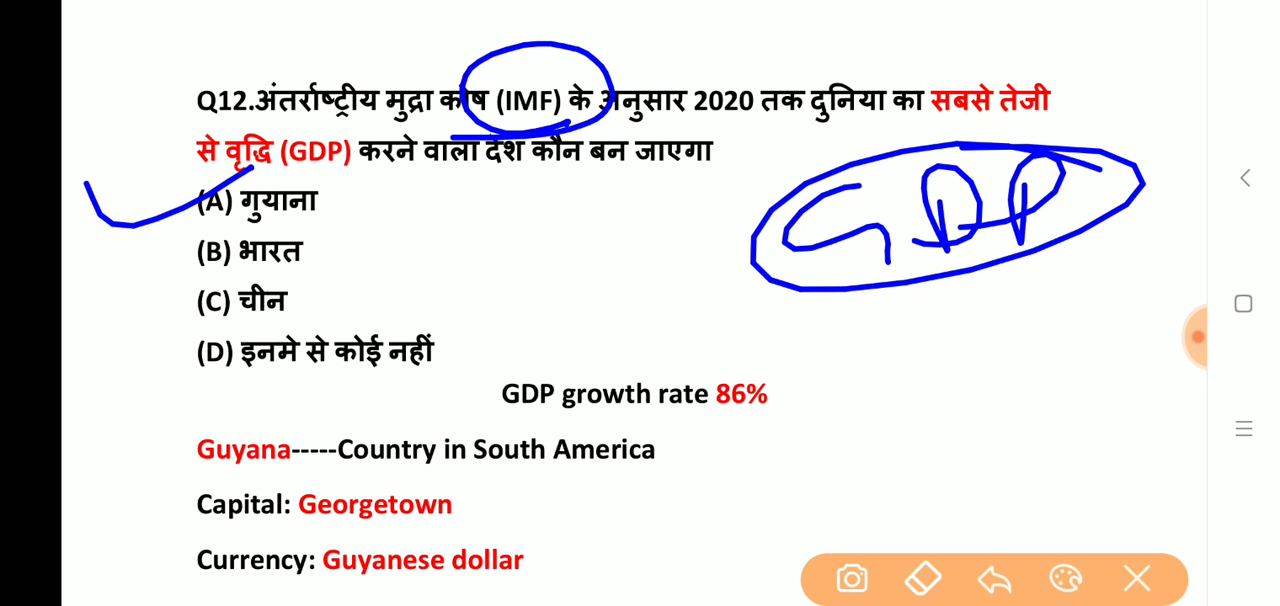 Q12.अंतर्राष्ट्रीय मुद्रा कोष (IMF) के अनुसार 2020 तक दुनिया का सबसे तेजी
से वृद्धि (GDP) करने वाला देश कौन बन जाएगा
(A) गुयाना
GDP
(B) भारत
(C) चीन
(D) इनमे से कोई नहीं
GDP growth rate 86%
Guyana-----Country in South America
Capital: Georgetown
Currency: Guyanese dollar